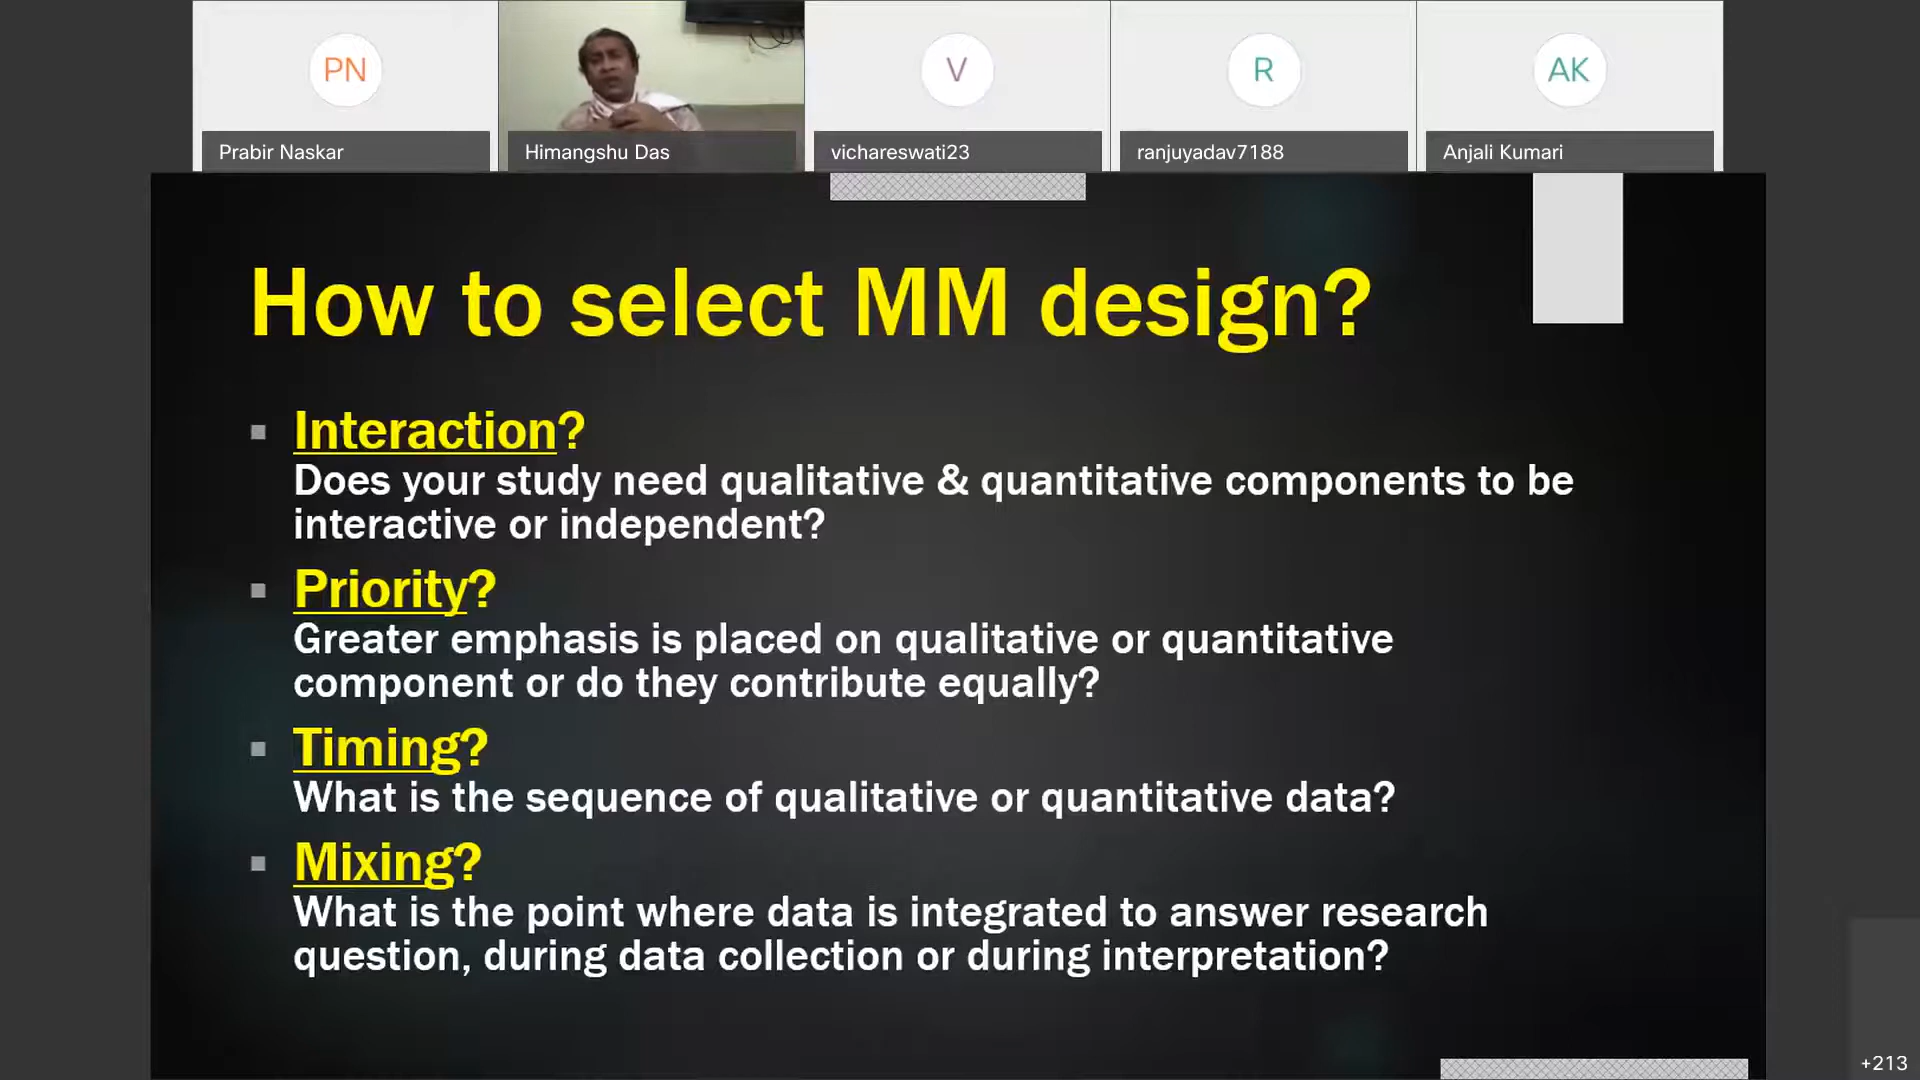 PN
V
R
AK
Prabir Naskar
Himangshu Das
vichareswati23
ranjuyadav7188
Anjali Kumari
How to select MM design?
Interaction?
Does your study need qualitative & quantitative components to be
interactive or independent?
Priority?
Greater emphasis is placed on qualitative or quantitative
component or do they contribute equally?
Timing?
What is the sequence of qualitative or quantitative data?
Mixing?
What is the point where data is integrated to answer research
question, during data collection or during interpretation?
+213